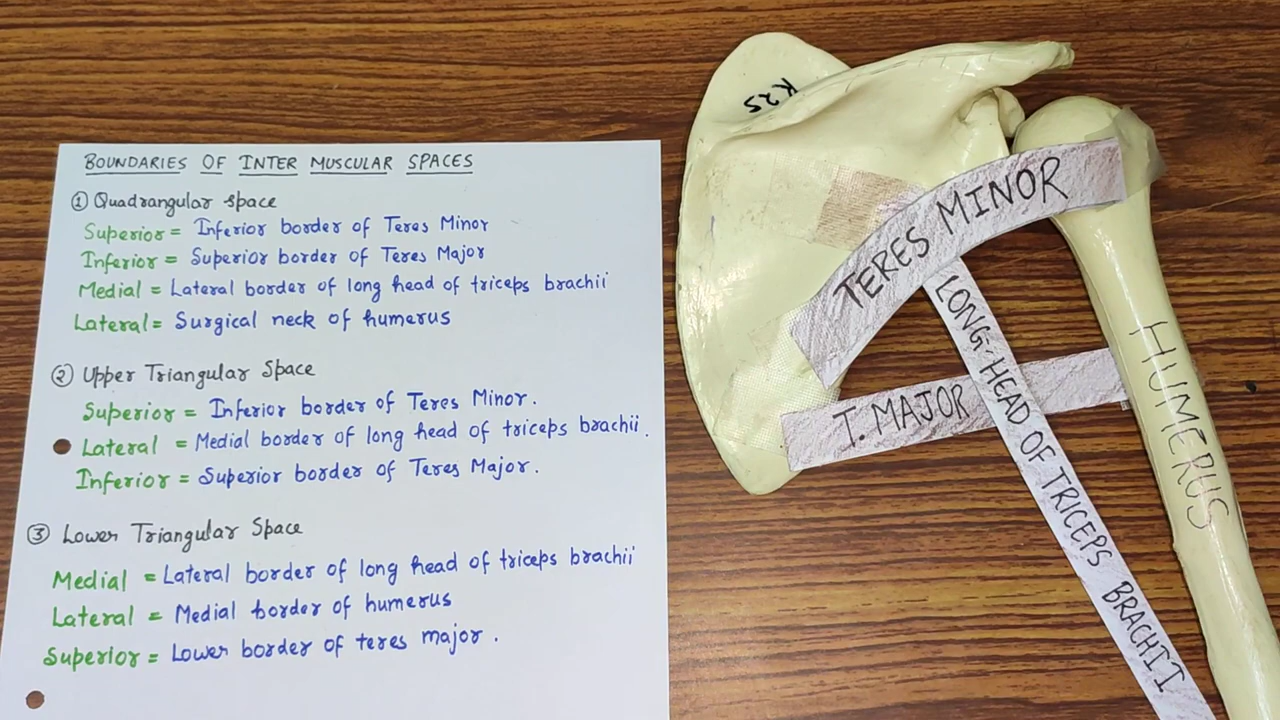 BOUNDARIES OF INTER MUSCULAR SPACES
① Quadrangular space
Superior = Inferior border of Teres Minor
Inferior = Superior border of Teres Major
Medial = Lateral border of long head of triceps brachii
Lateral = Surgical neck of humerus
② Upper Triangular Space
Superior = Inferior border of Teres Minor.
Lateral = Medial border of long head of triceps brachii.
Inferior = Superior border of Teres Major.
③ Lower Triangular Space
Medial = Lateral border of long head of triceps brachii
Lateral = Medial border of humerus
Superior = Lower border of teres major.
K25
TERES MINOR
T. MAJOR
LONG-HEAD OF TRICEPS BRACHII
HUMERUS